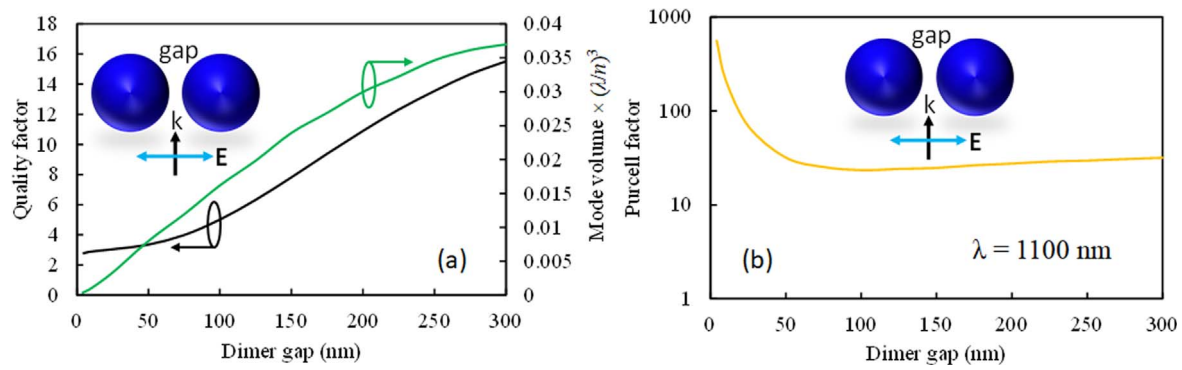 Quality factor
18
16
14
12
10
8
6
4
2
0
gap
k
E
(a)
0 50 100 150 200 250 300
Dimer gap (nm)
0.04
0.035
0.03
0.025
0.02
0.015
0.01
0.005
0
Mode volume × (λ/n)³
Purcell factor
1000
100
10
1
gap
k
E
(b)
λ = 1100 nm
0 50 100 150 200 250 300
Dimer gap (nm)